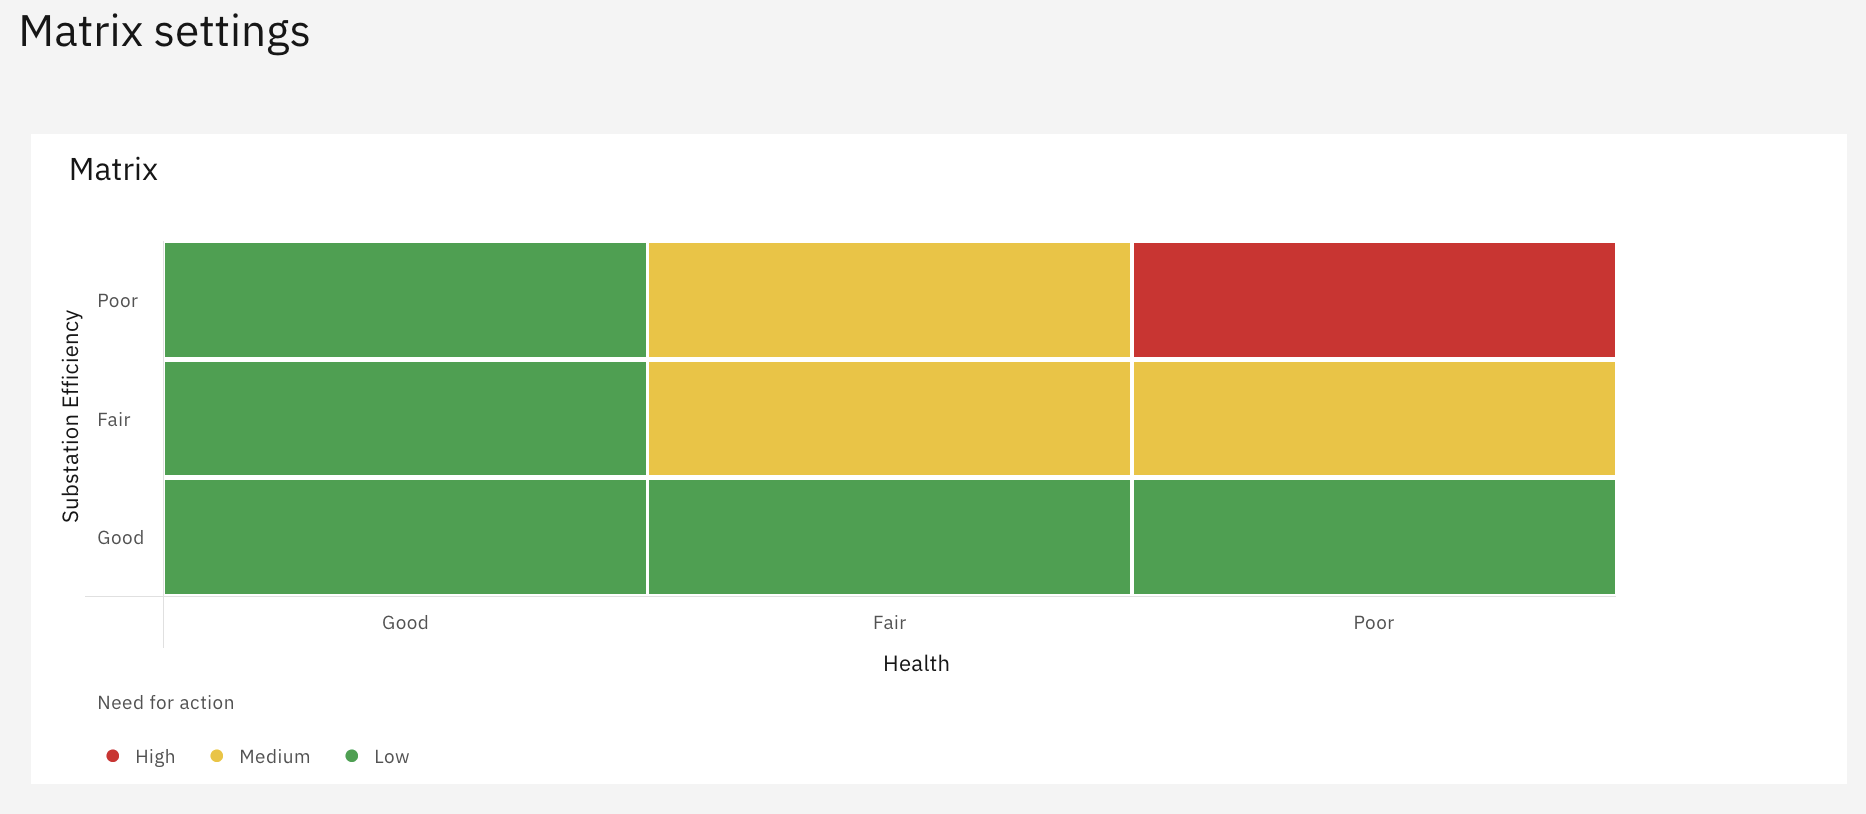 Matrix settings
Matrix
Substation Efficiency
Poor
Fair
Good
Good Fair Poor
Health
Need for action
High Medium Low